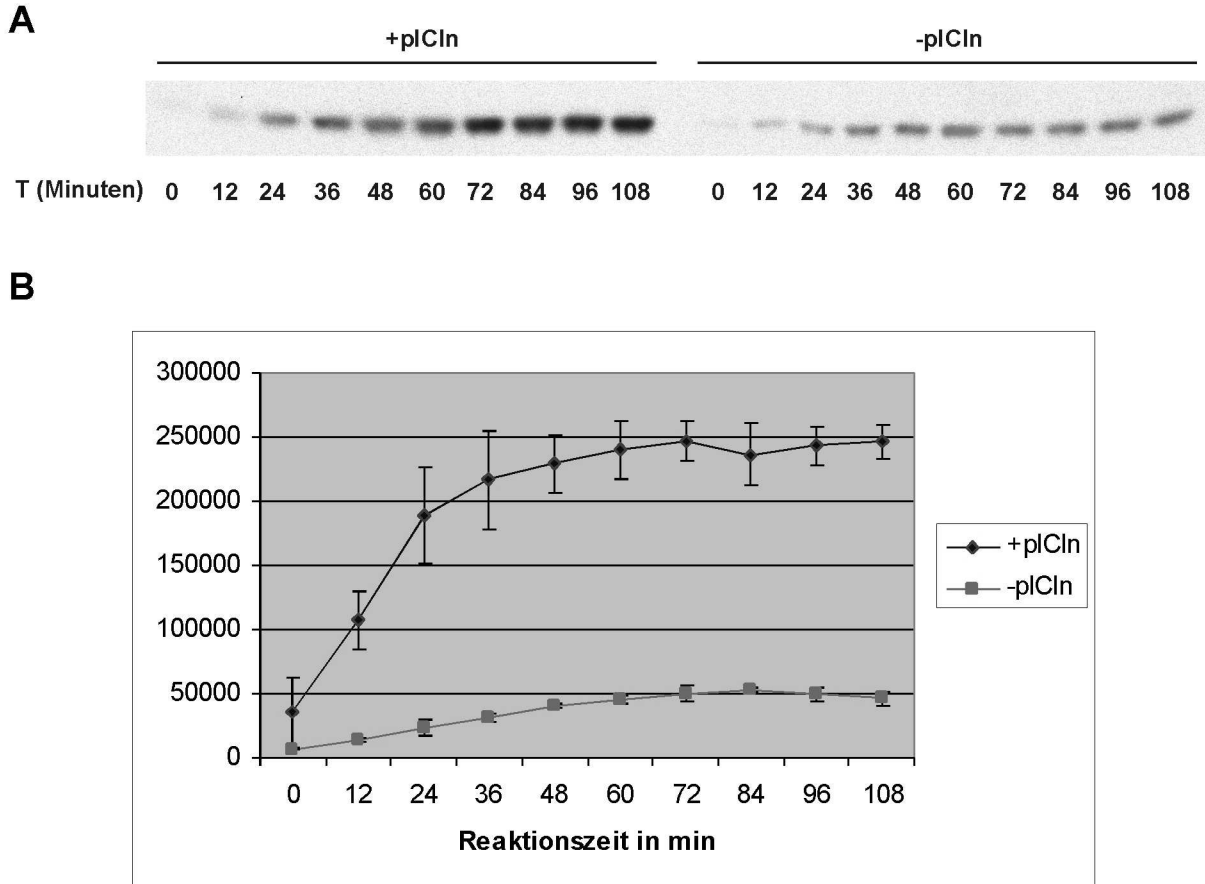 A
+pICln -pICln
T (Minuten) 0 12 24 36 48 60 72 84 96 108 0 12 24 36 48 60 72 84 96 108
B
300000
250000
200000
150000
100000
50000
0
0 12 24 36 48 60 72 84 96 108
Reaktionszeit in min
+pICln
-pICln